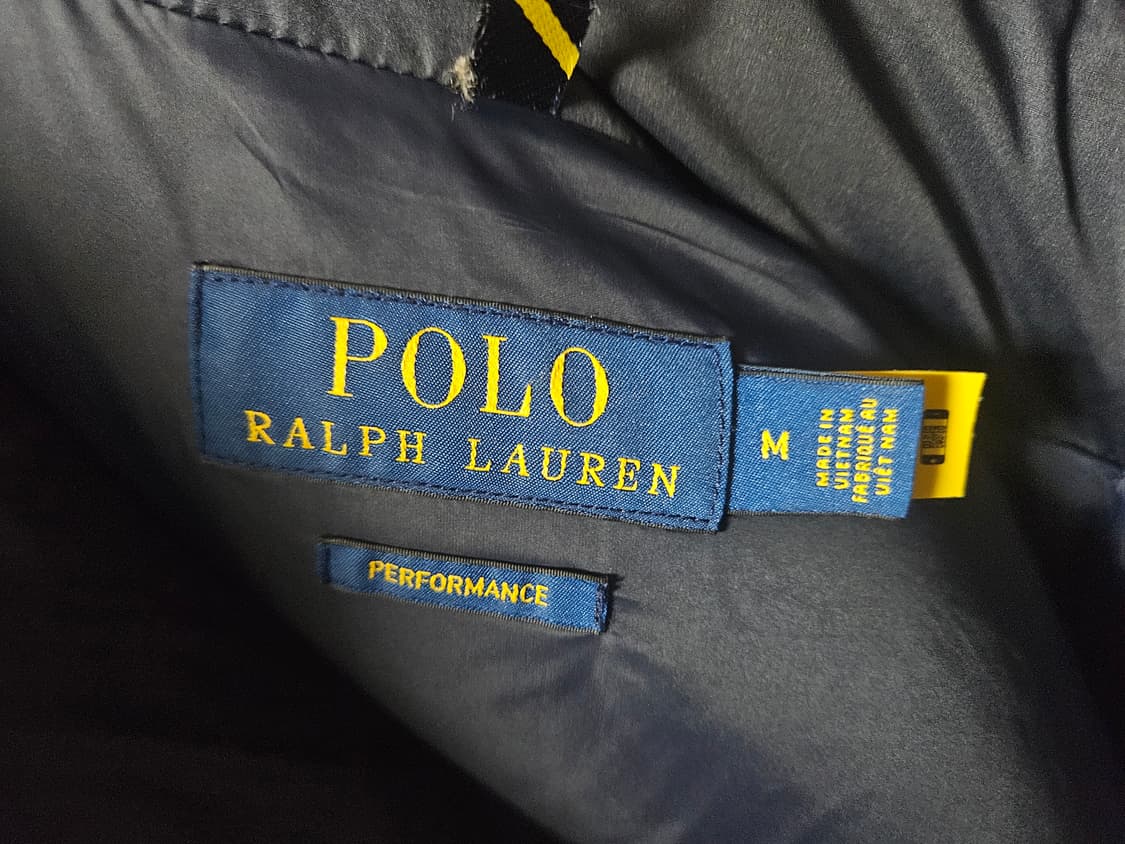 POLO
RALPH LAUREN
M
MADE IN
VIETNAM
FABRIQUÉ AU
VIÊT NAM
PERFORMANCE